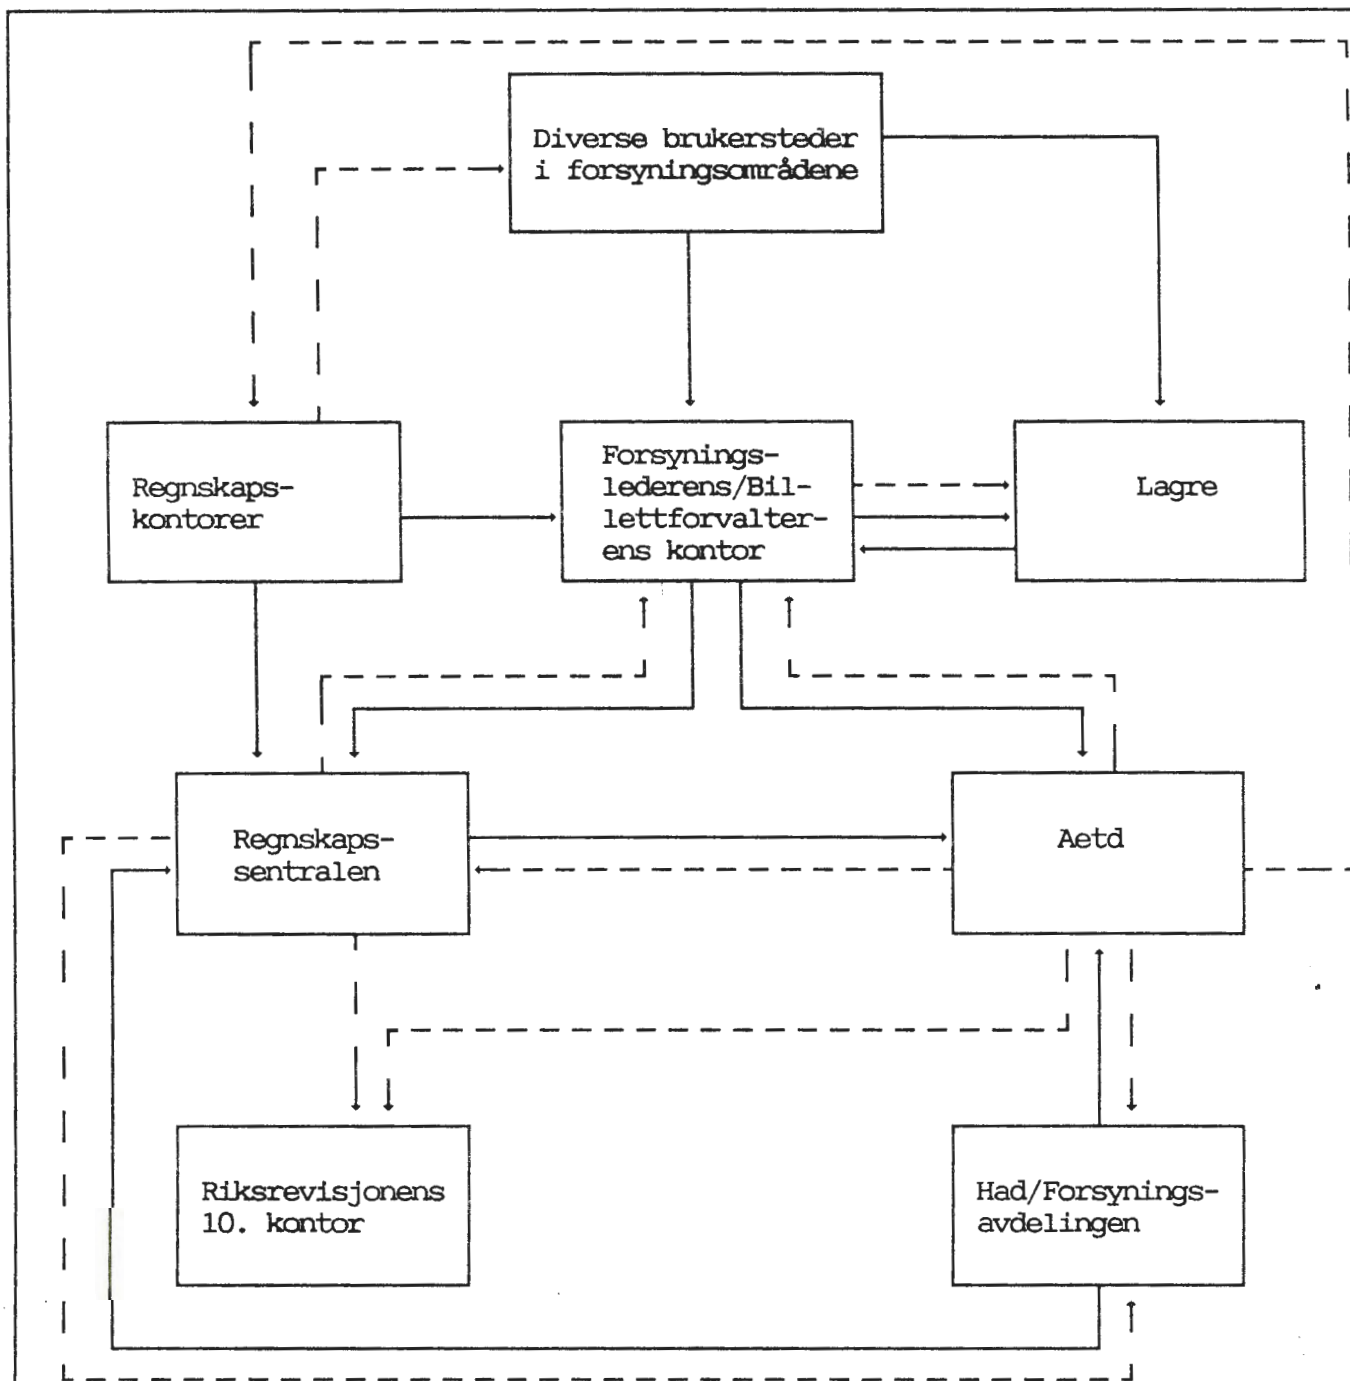 Diverse brukersteder
i forsyningsområdene
Regnskaps-
kontorer
Forsynings-
lederens/Bil-
lettforvalter-
ens kontor
Lagre
Regnskaps-
sentralen
Aetd
Riksrevisjonens
10. kontor
Had/Forsynings-
avdelingen